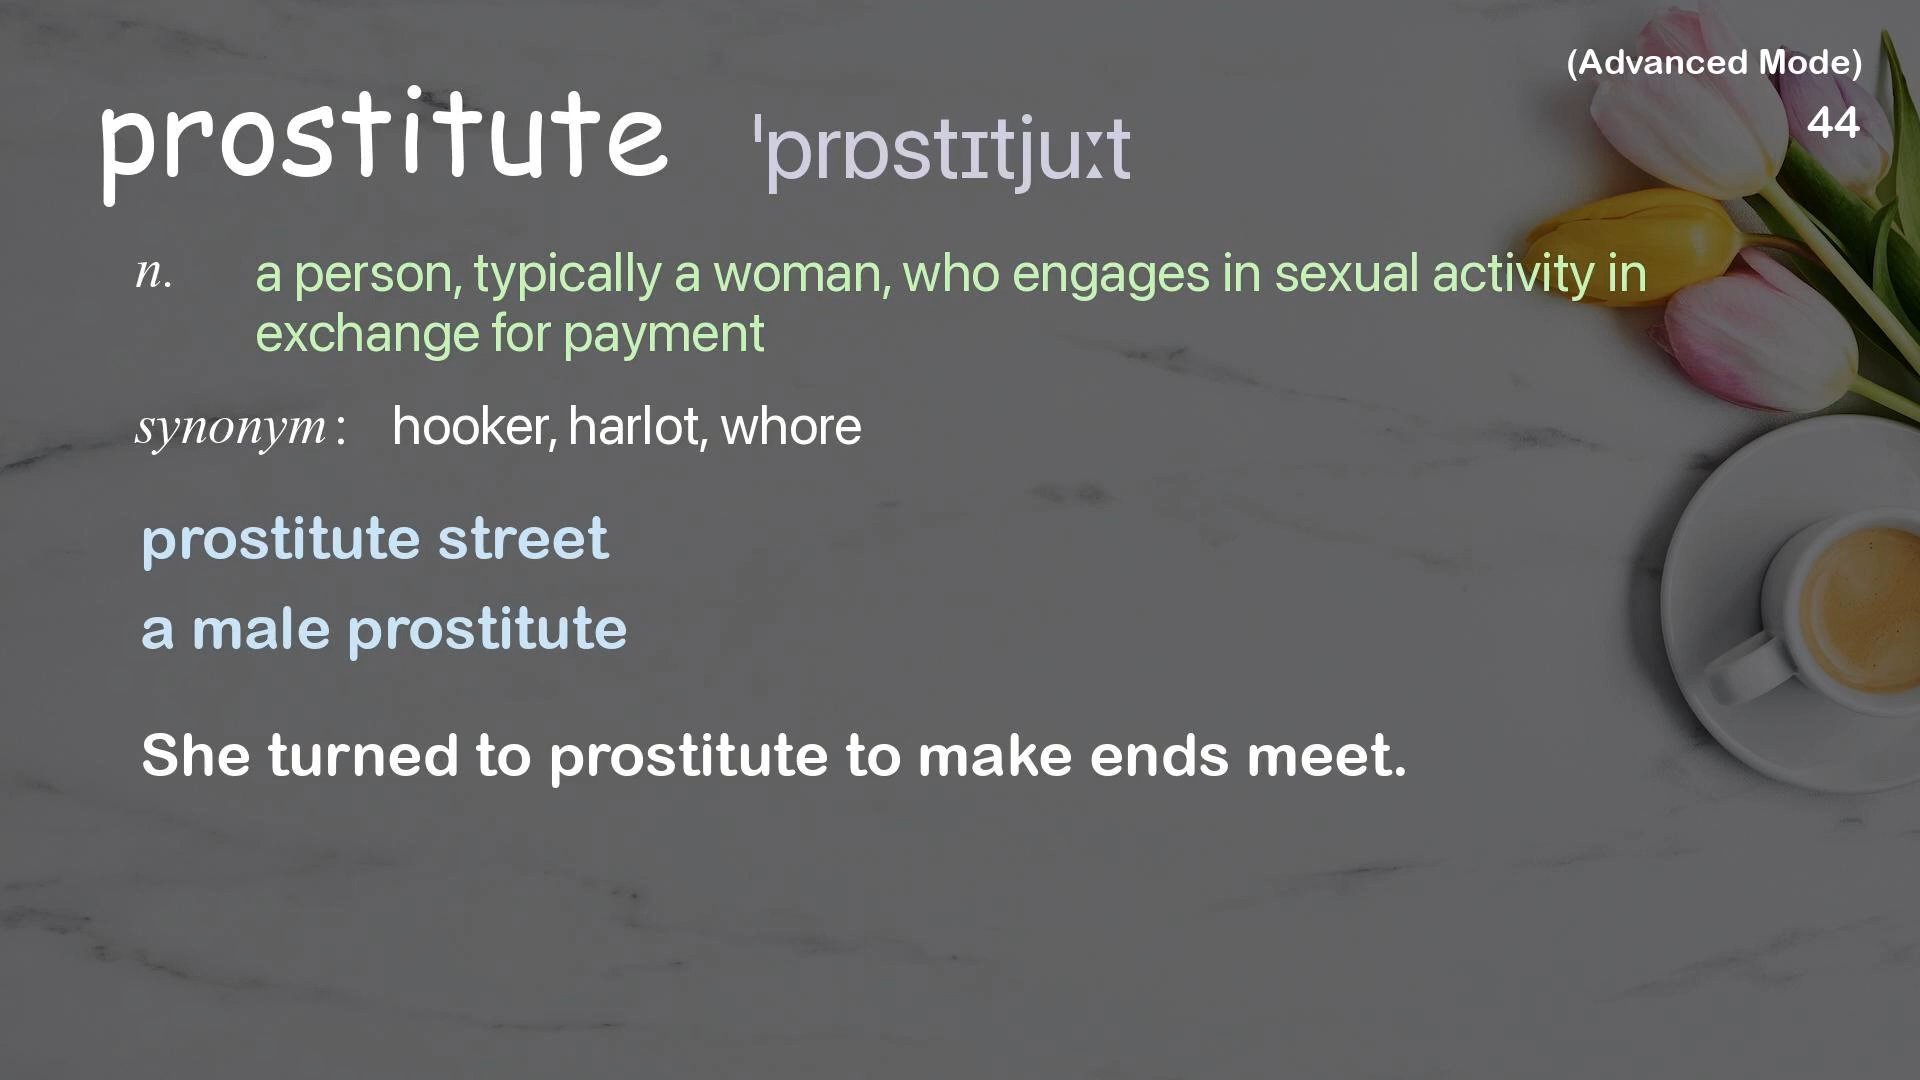 (Advanced Mode)
44
prostitute ˈprɒstɪtjuːt
n. a person, typically a woman, who engages in sexual activity in
exchange for payment
synonym: hooker, harlot, whore
prostitute street
a male prostitute
She turned to prostitute to make ends meet.